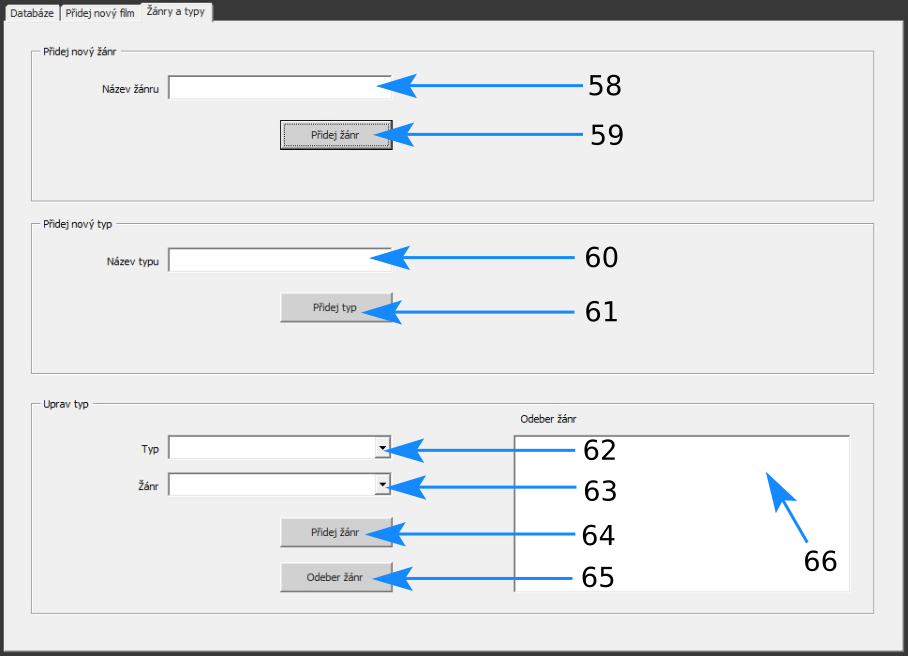 Databáze Přidej nový film Žánry a typy
Přidej nový žánr
Název žánru 58
Přidej žánr 59
Přidej nový typ
Název typu 60
Přidej typ 61
Uprav typ
Odeber žánr
Typ 62
Žánr 63
Přidej žánr 64
66
Odeber žánr 65